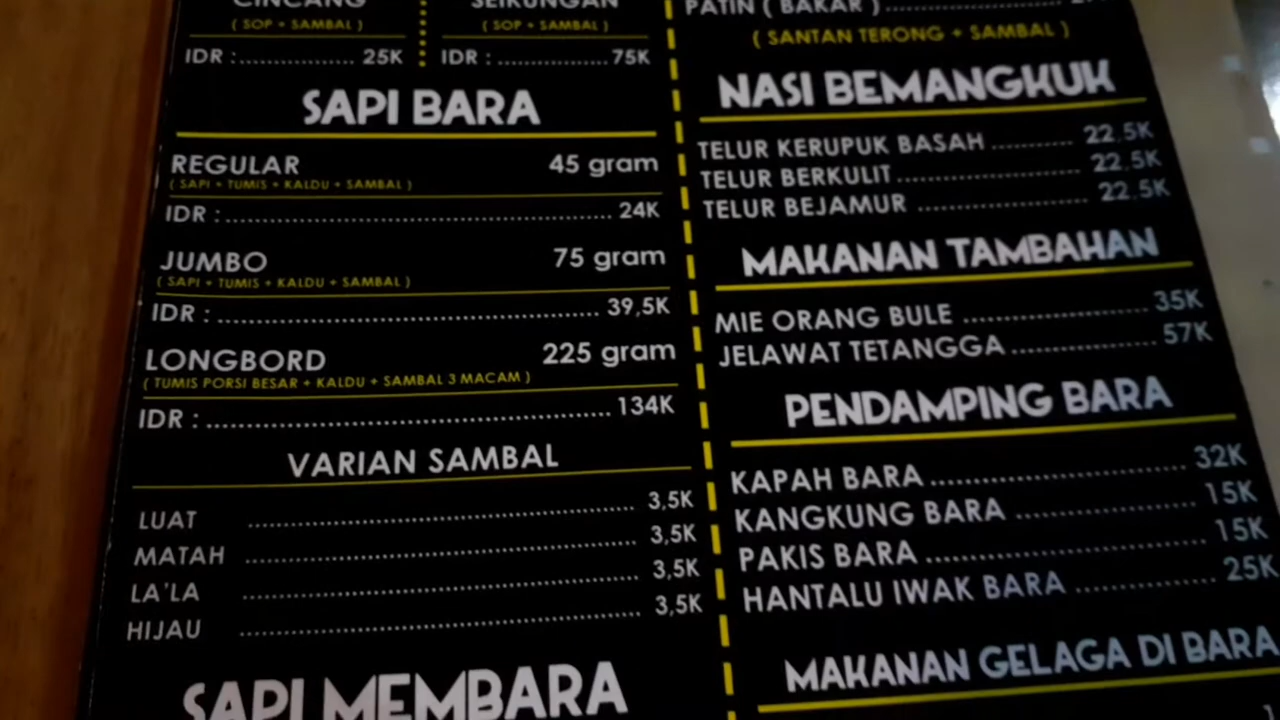 CINCANG
( SOP + SAMBAL )
IDR :.................. 25K
SEIKUNGAN
( SOP + SAMBAL )
IDR : .................. 75K
SAPI BARA
REGULAR 45 gram
( SAPI + TUMIS + KALDU + SAMBAL )
IDR : .................. 24K
JUMBO 75 gram
( SAPI + TUMIS + KALDU + SAMBAL )
IDR : .................. 39,5K
LONGBORD 225 gram
( TUMIS PORSI BESAR + KALDU + SAMBAL 3 MACAM )
IDR : .................. 134K
VARIAN SAMBAL
LUAT .................. 3,5K
MATAH .................. 3,5K
LA'LA .................. 3,5K
HIJAU .................. 3,5K
SAPI MEMBARA
PATIN ( BAKAR ) ..................
( SANTAN TERONG + SAMBAL )
NASI BEMANGKUK
TELUR KERUPUK BASAH .......... 22.5K
TELUR BERKULIT .................. 22.5K
TELUR BEJAMUR .................. 22.5K
MAKANAN TAMBAHAN
MIE ORANG BULE .................. 35K
JELAWAT TETANGGA .................. 57K
PENDAMPING BARA
KAPAH BARA .................. 32K
KANGKUNG BARA .................. 15K
PAKIS BARA .................. 15K
HANTALU IWAK BARA .................. 25K
MAKANAN GELAGA DI BARA